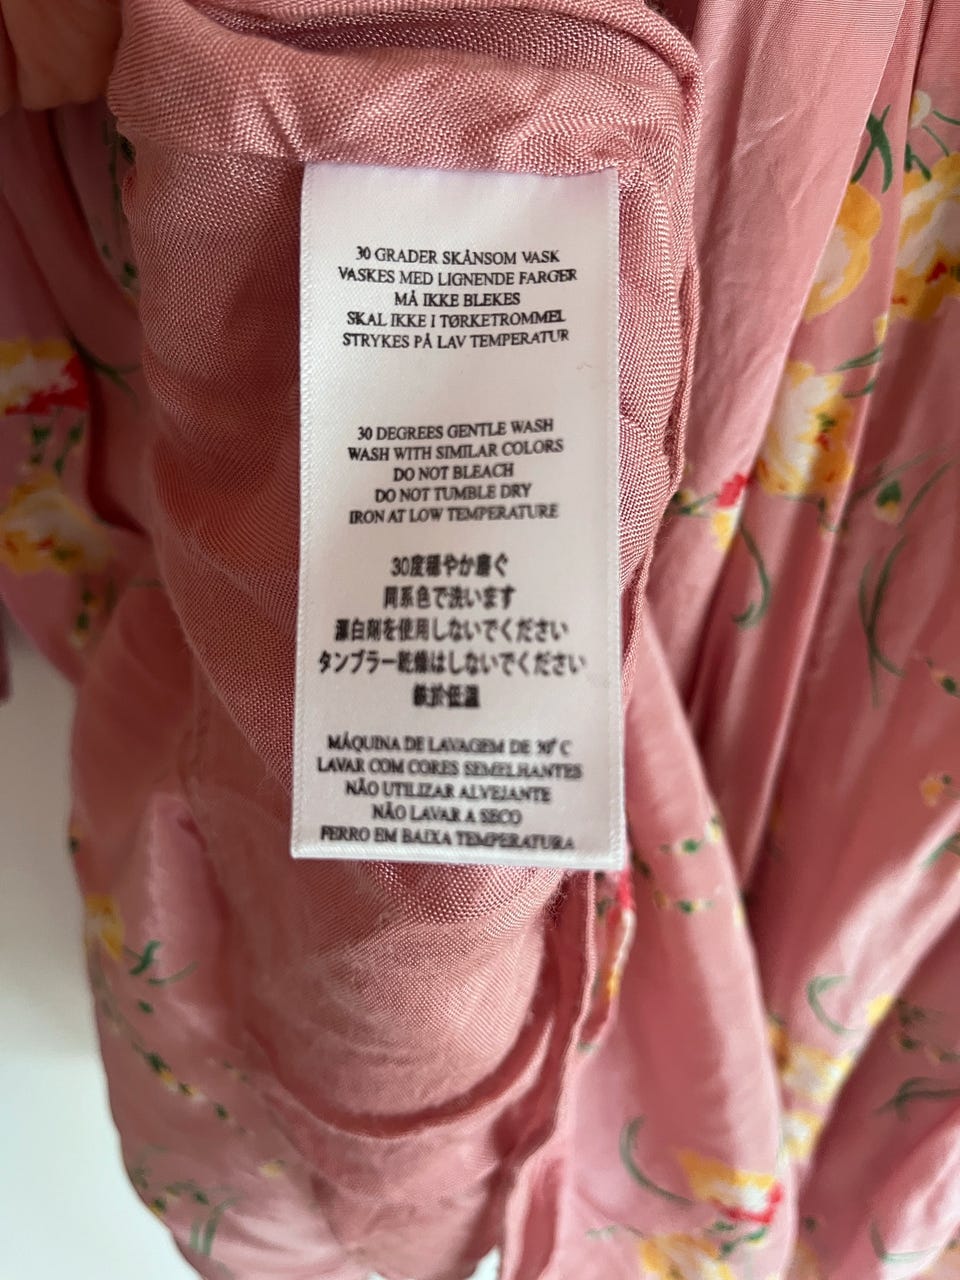 30 GRADER SKÅNSOM VASK
VASKES MED LIGNENDE FARGER
MÅ IKKE BLEKES
SKAL IKKE I TØRKETROMMEL
STRYKES PÅ LAV TEMPERATUR
30 DEGREES GENTLE WASH
WASH WITH SIMILAR COLORS
DO NOT BLEACH
DO NOT TUMBLE DRY
IRON AT LOW TEMPERATURE
30度穏やか磨ぐ
同系色で洗います
漂白剤を使用しないでください
タンブラー乾燥はしないでください
鉄於低温
MÁQUINA DE LAVAGEM DE 30° C
LAVAR COM CORES SEMELHANTES
NÃO UTILIZAR ALVEJANTE
NÃO LAVAR A SECO
FERRO EM BAIXA TEMPERATURA